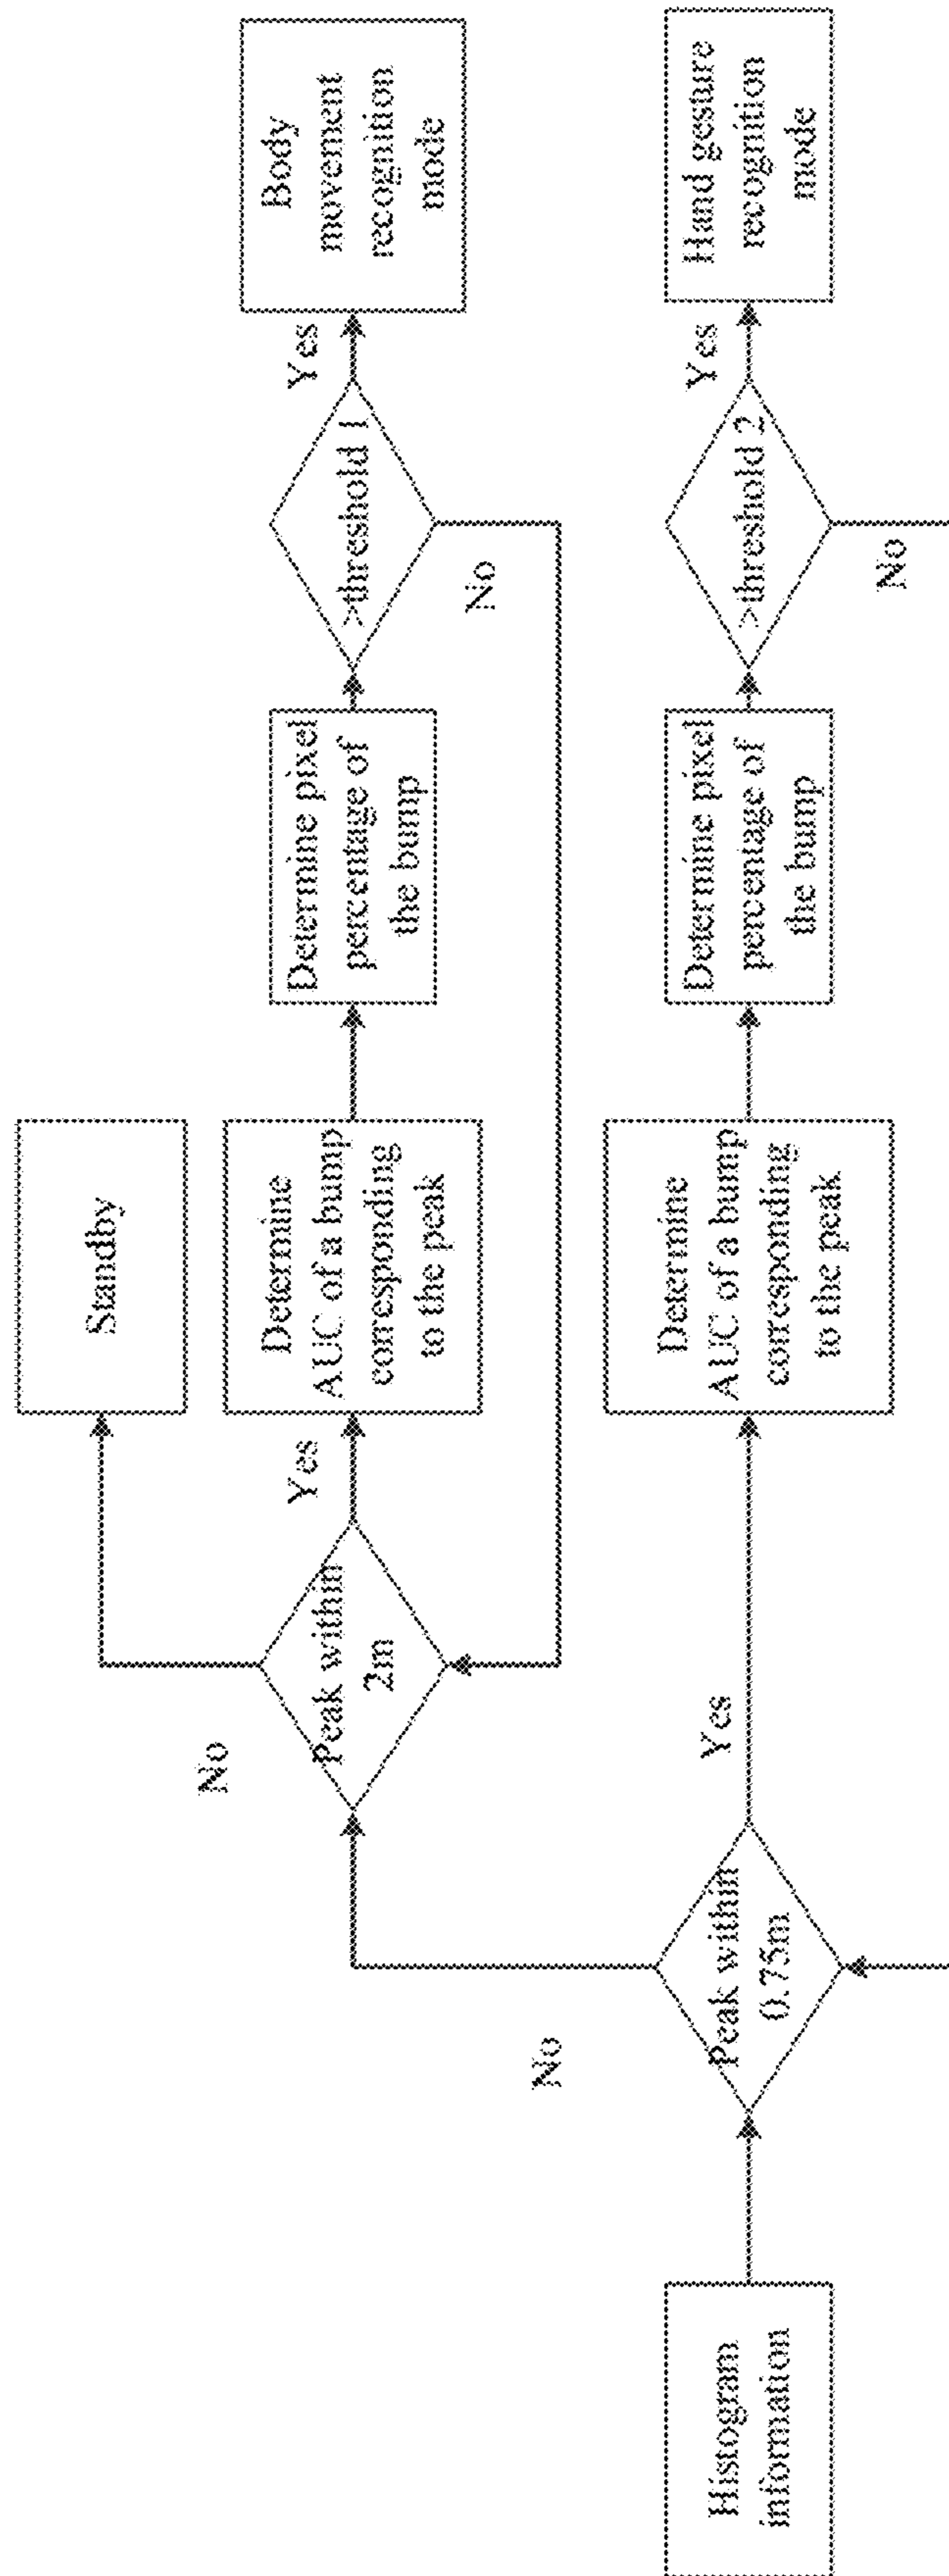 Histogram
information
Peak within
0.75m
No
Yes
Peak within
2m
No
Yes
Standby
Determine
AUC of a bump
corresponding
to the peak
Determine pixel
percentage of
the bump
>threshold 1
Yes
No
Body
movement
recognition
mode
Determine
AUC of a bump
corresponding
to the peak
Determine pixel
percentage of
the bump
>threshold 2
Yes
No
Hand gesture
recognition
mode